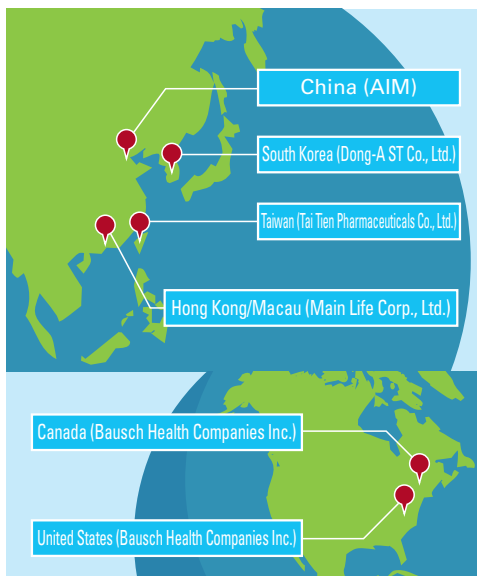 China (AIM)
South Korea (Dong-A ST Co., Ltd.)
Taiwan (Tai Tien Pharmaceuticals Co., Ltd.)
Hong Kong/Macau (Main Life Corp., Ltd.)
Canada (Bausch Health Companies Inc.)
United States (Bausch Health Companies Inc.)